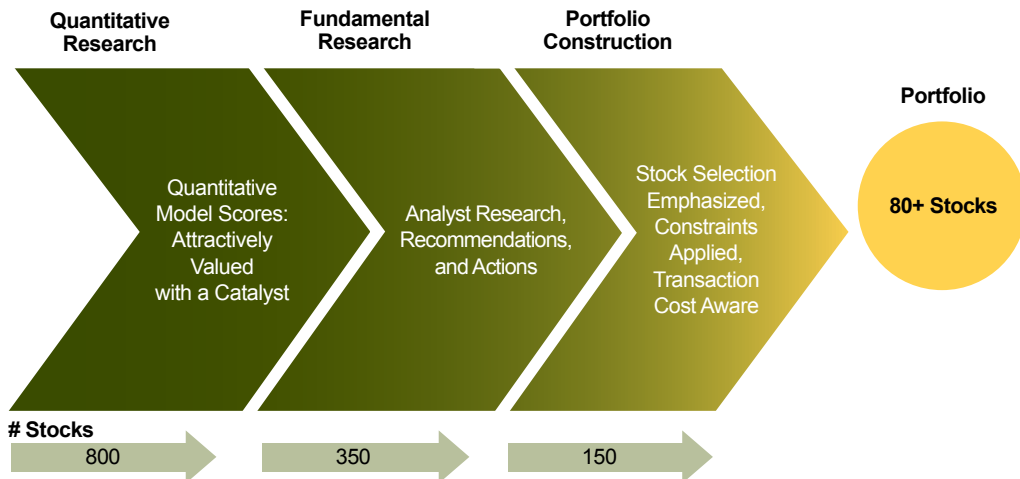 Quantitative
Research
Fundamental
Research
Portfolio
Construction
Portfolio
Quantitative
Model Scores:
Attractively
Valued
with a Catalyst
Analyst Research,
Recommendations,
and Actions
Stock Selection
Emphasized,
Constraints
Applied,
Transaction
Cost Aware
80+ Stocks
# Stocks
800
350
150